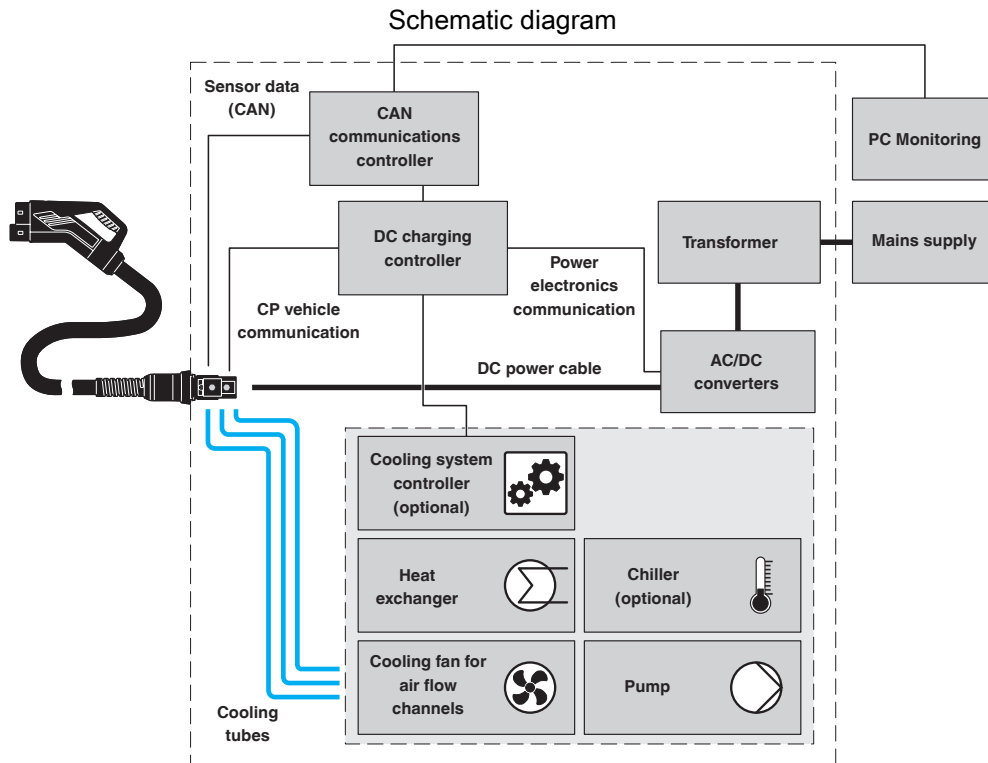 Schematic diagram
Sensor data
(CAN)
CAN
communications
controller
PC Monitoring
DC charging
controller
Transformer
Mains supply
Power
electronics
communication
CP vehicle
communication
DC power cable
AC/DC
converters
Cooling system
controller
(optional)
Heat
exchanger
Chiller
(optional)
Cooling fan for
air flow
channels
Pump
Cooling
tubes